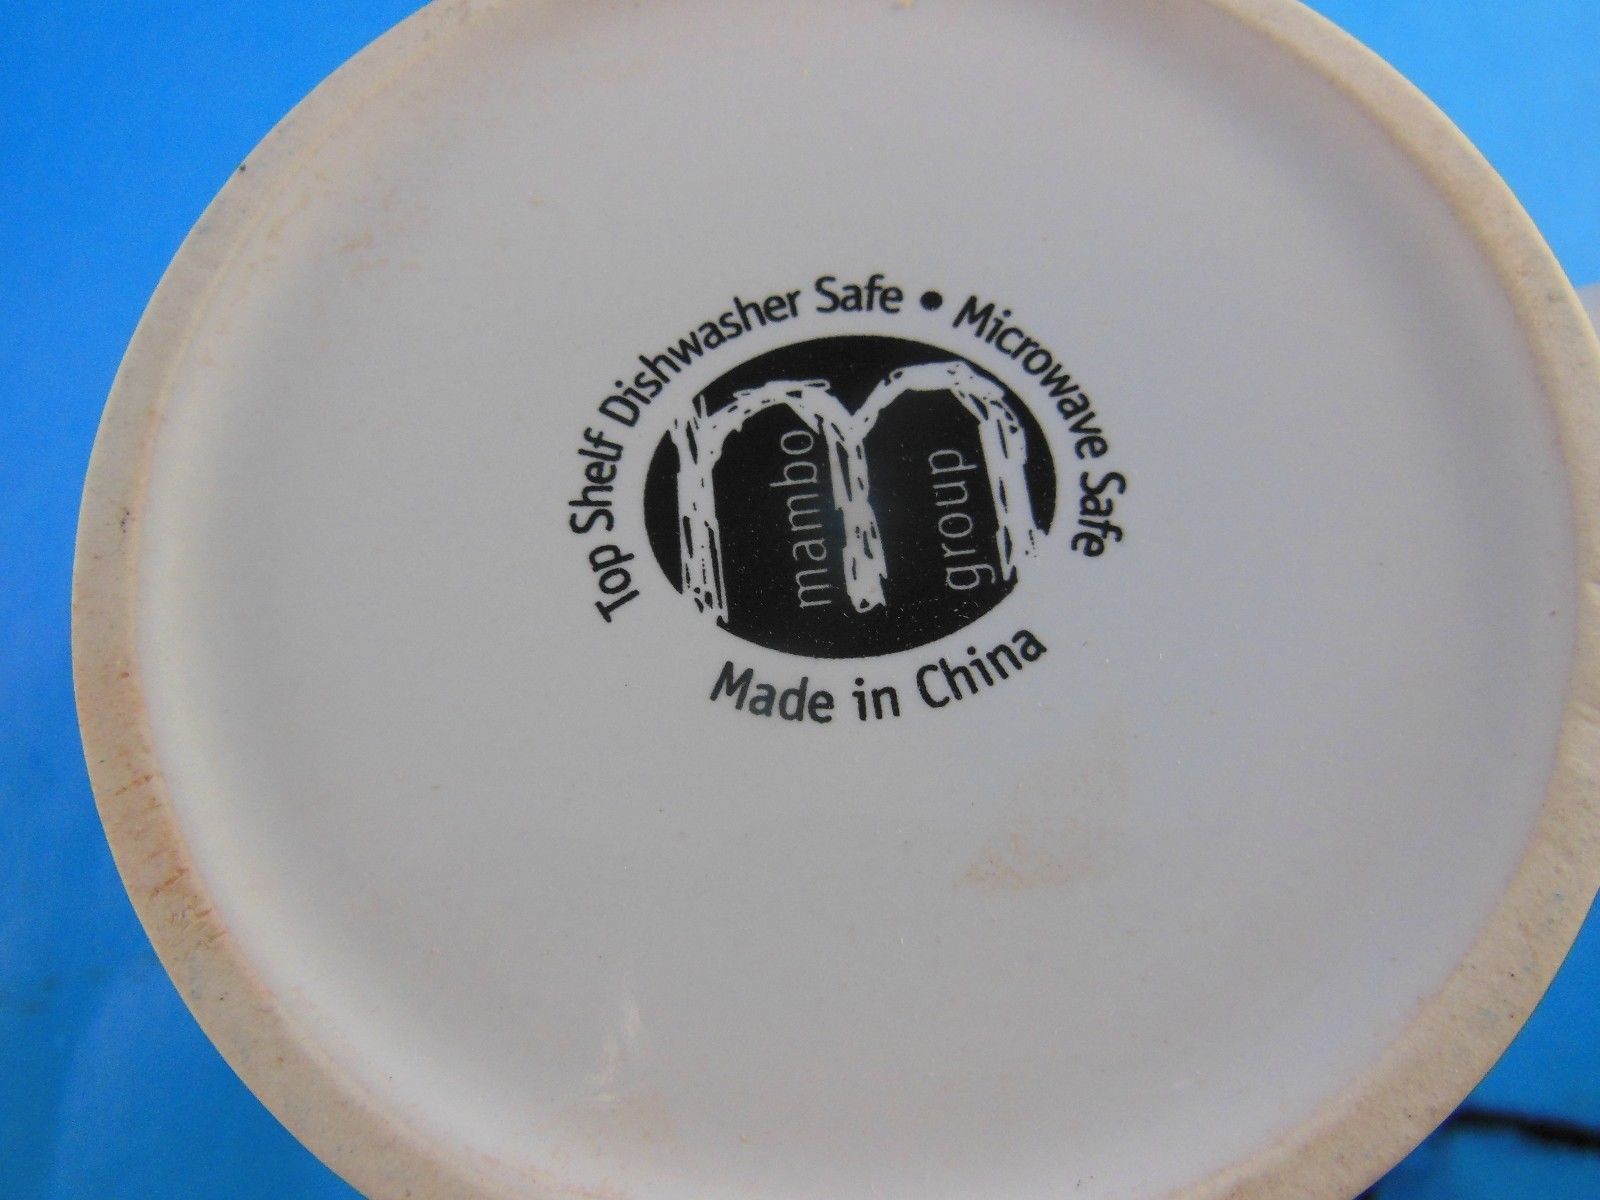 Top Shelf Dishwasher Safe • Microwave Safe
m
mambo
group
Made in China